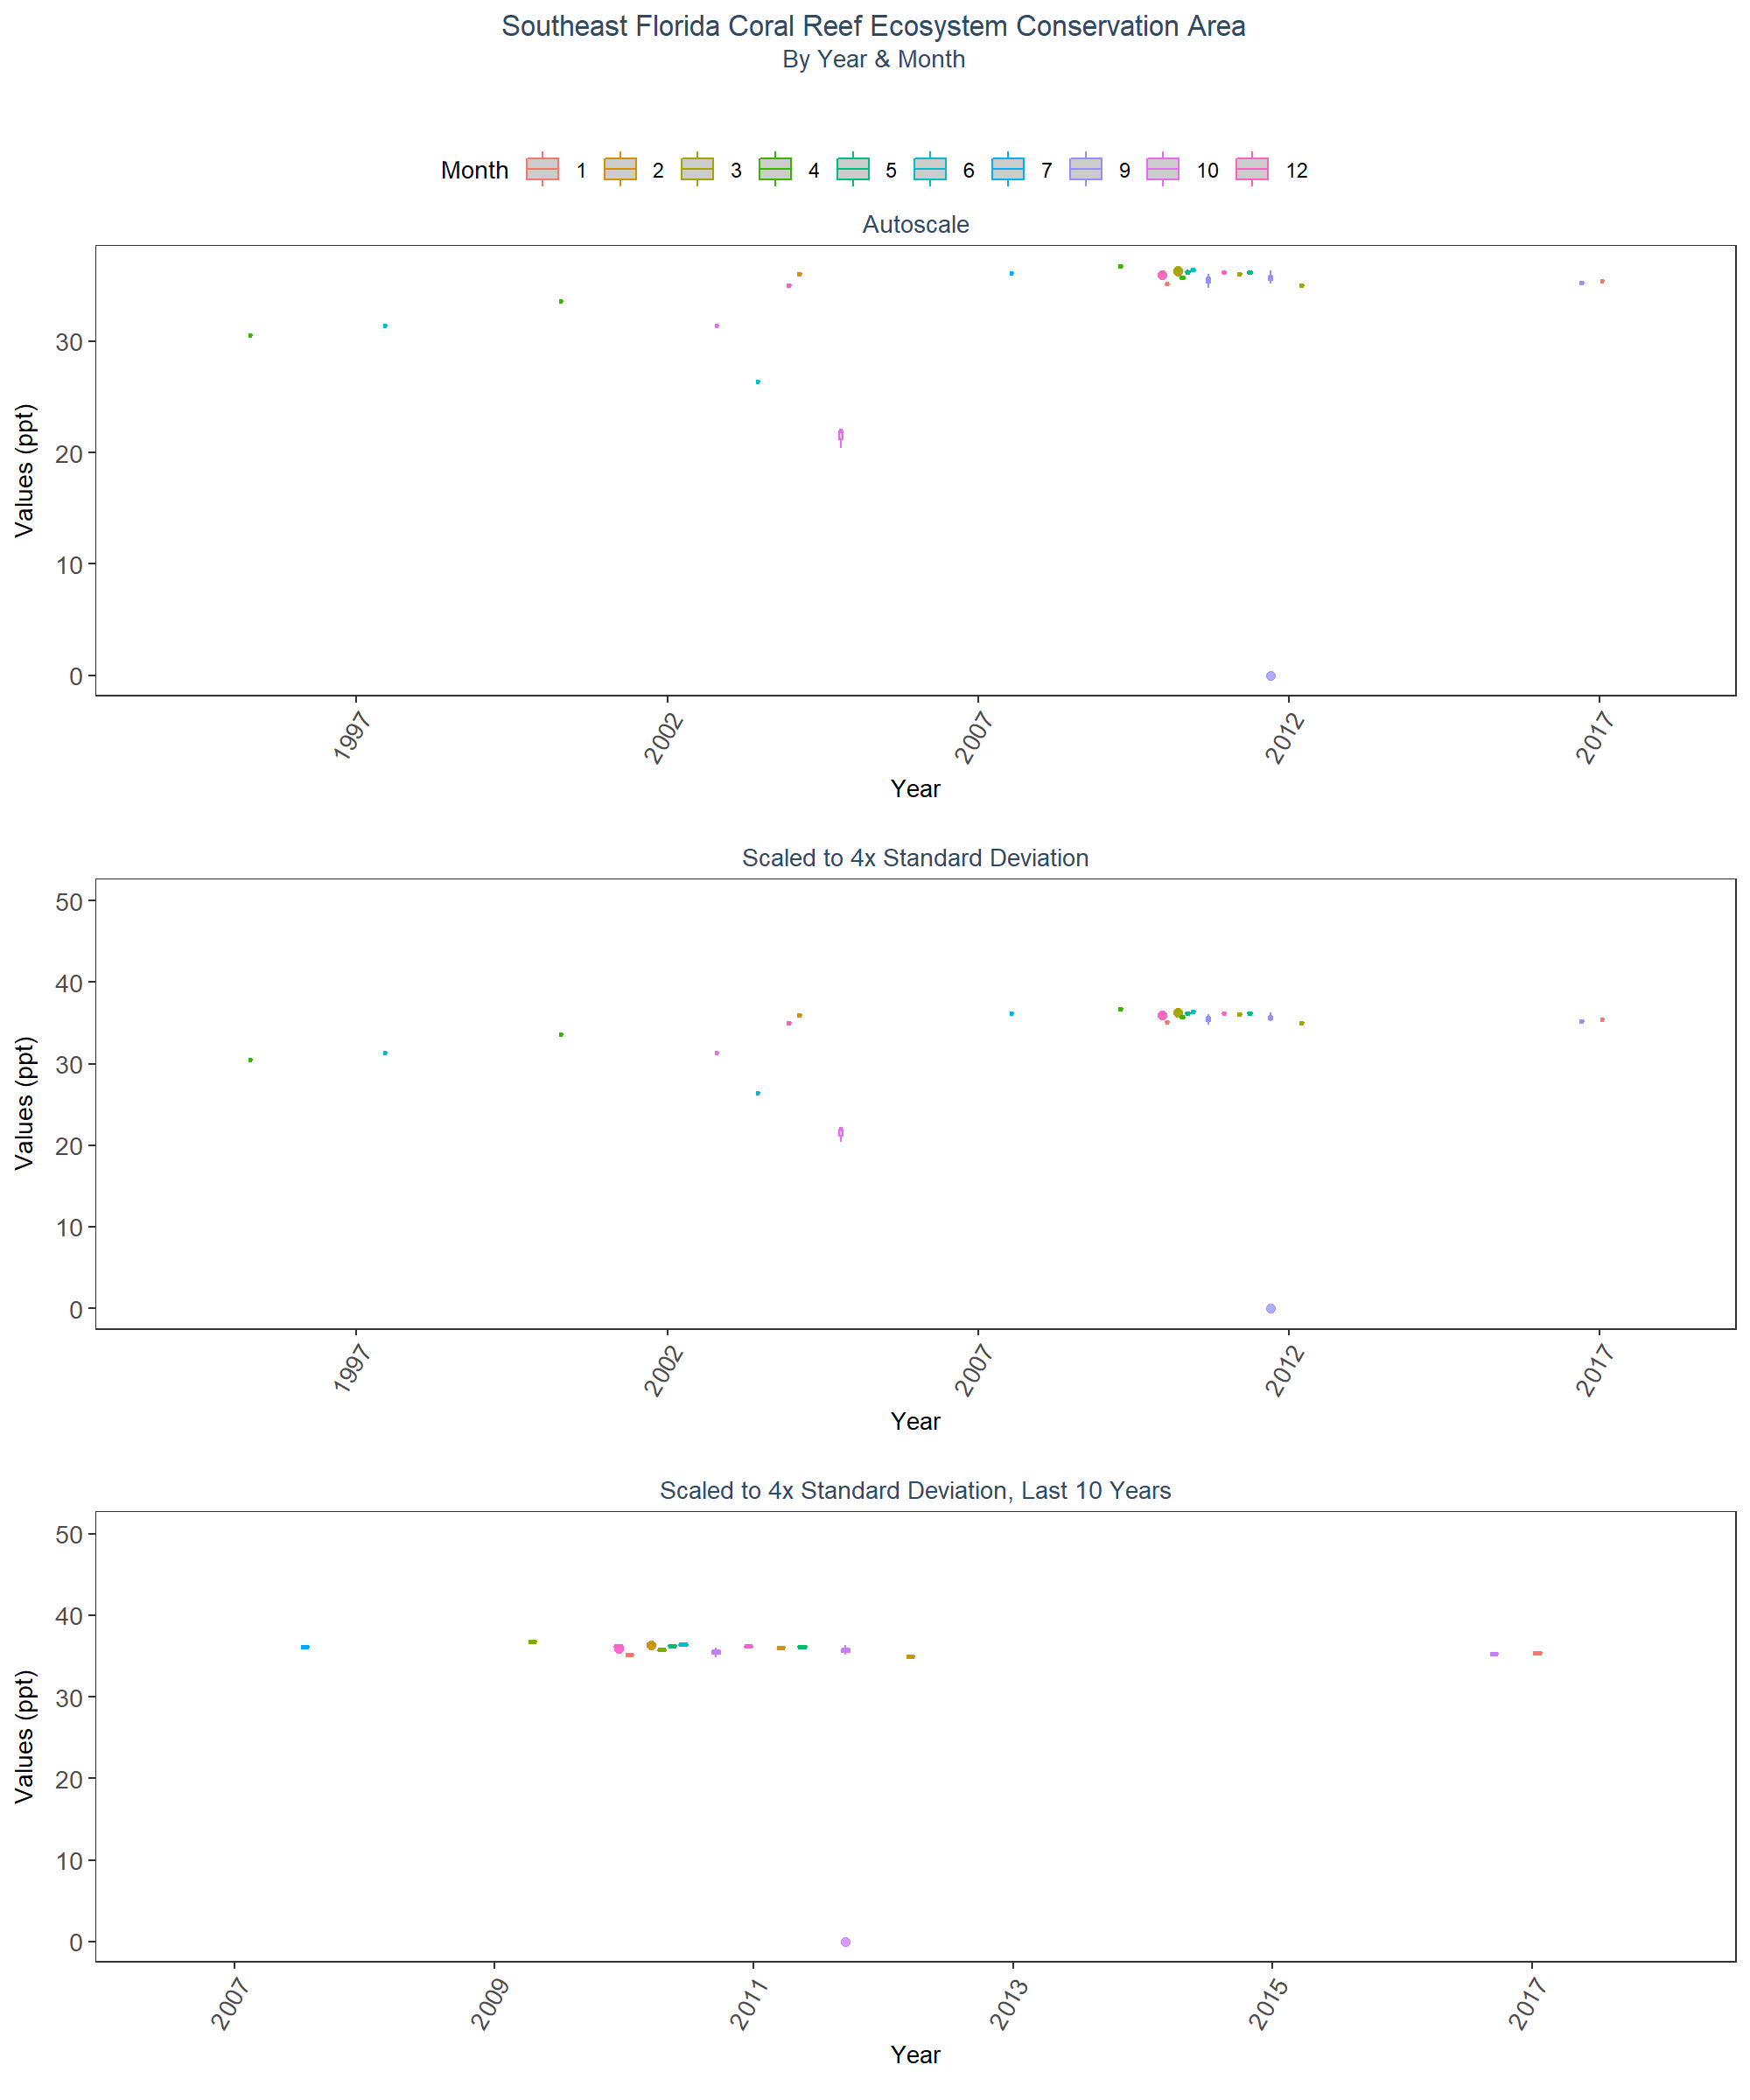 Southeast Florida Coral Reef Ecosystem Conservation Area
By Year & Month
Month 1 2 3 4 5 6 7 9 10 12
Autoscale
Values (ppt)
30
20
10
0
1997 2002 2007 2012 2017
Year
Scaled to 4x Standard Deviation
Values (ppt)
50
40
30
20
10
0
1997 2002 2007 2012 2017
Year
Scaled to 4x Standard Deviation, Last 10 Years
Values (ppt)
50
40
30
20
10
0
2007 2009 2011 2013 2015 2017
Year